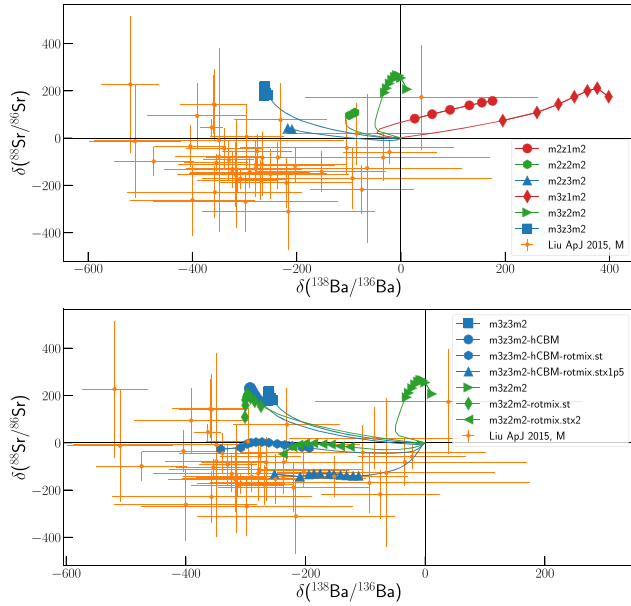 400
200
0
−200
−400
δ(⁸⁸Sr/⁸⁶Sr)
m2z1m2
m2z2m2
m2z3m2
m3z1m2
m3z2m2
m3z3m2
Liu ApJ 2015, M
−600 −400 −200 0 200 400
δ(¹³⁸Ba/¹³⁶Ba)
400
200
0
−200
−400
δ(⁸⁸Sr/⁸⁶Sr)
m3z3m2
m3z3m2-hCBM
m3z3m2-hCBM-rotmix.st
m3z3m2-hCBM-rotmix.stx1p5
m3z2m2
m3z2m2-rotmix.st
m3z2m2-rotmix.stx2
Liu ApJ 2015, M
−600 −400 −200 0 200
δ(¹³⁸Ba/¹³⁶Ba)